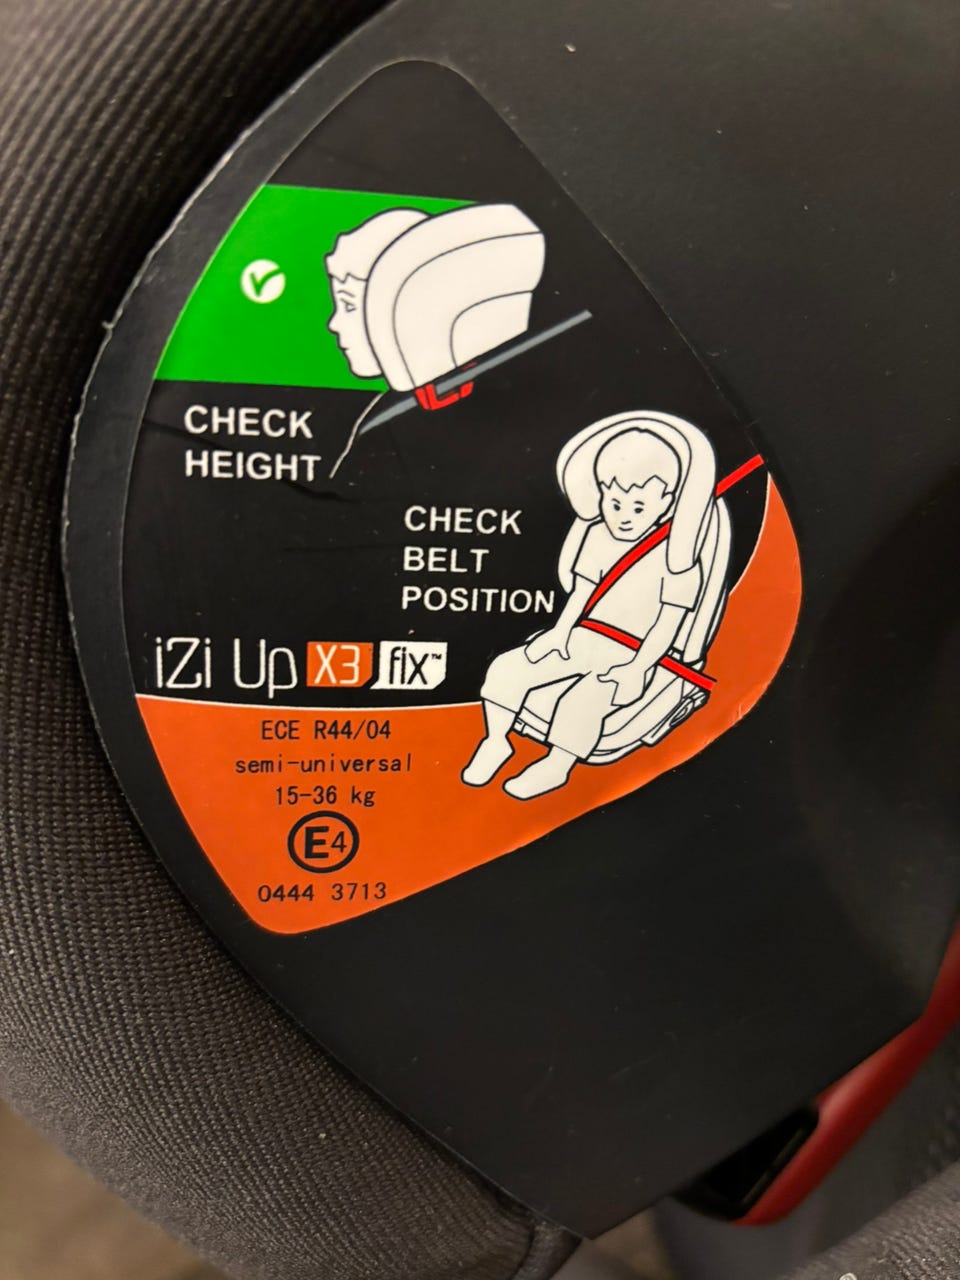 CHECK
HEIGHT
CHECK
BELT
POSITION
iZi Up X3 fix™
ECE R44/04
semi-universal
15-36 kg
E4
0444 3713